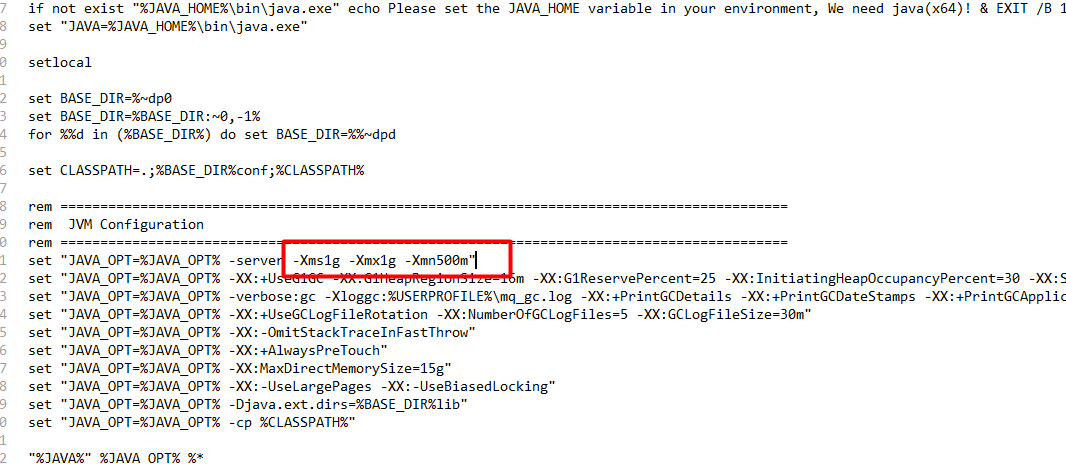 7 if not exist "%JAVA_HOME%\bin\java.exe" echo Please set the JAVA_HOME variable in your environment, We need java(x64)! & EXIT /B 1
8 set "JAVA=%JAVA_HOME%\bin\java.exe"
9
0 setlocal
1
2 set BASE_DIR=%~dp0
3 set BASE_DIR=%BASE_DIR:~0,-1%
4 for %%d in (%BASE_DIR%) do set BASE_DIR=%%~dpd
5
6 set CLASSPATH=.;%BASE_DIR%conf;%CLASSPATH%
7
8 rem ===========================================================================================
9 rem  JVM Configuration
0 rem ===========================================================================================
1 set "JAVA_OPT=%JAVA_OPT% -server -Xms1g -Xmx1g -Xmn500m"
2 set "JAVA_OPT=%JAVA_OPT% -XX:+UseG1GC -XX:G1HeapRegionSize=16m -XX:G1ReservePercent=25 -XX:InitiatingHeapOccupancyPercent=30 -XX:S
3 set "JAVA_OPT=%JAVA_OPT% -verbose:gc -Xloggc:%USERPROFILE%\mq_gc.log -XX:+PrintGCDetails -XX:+PrintGCDateStamps -XX:+PrintGCApplic
4 set "JAVA_OPT=%JAVA_OPT% -XX:+UseGCLogFileRotation -XX:NumberOfGCLogFiles=5 -XX:GCLogFileSize=30m"
5 set "JAVA_OPT=%JAVA_OPT% -XX:-OmitStackTraceInFastThrow"
6 set "JAVA_OPT=%JAVA_OPT% -XX:+AlwaysPreTouch"
7 set "JAVA_OPT=%JAVA_OPT% -XX:MaxDirectMemorySize=15g"
8 set "JAVA_OPT=%JAVA_OPT% -XX:-UseLargePages -XX:-UseBiasedLocking"
9 set "JAVA_OPT=%JAVA_OPT% -Djava.ext.dirs=%BASE_DIR%lib"
0 set "JAVA_OPT=%JAVA_OPT% -cp %CLASSPATH%"
1
2 "%JAVA%" %JAVA_OPT% %*